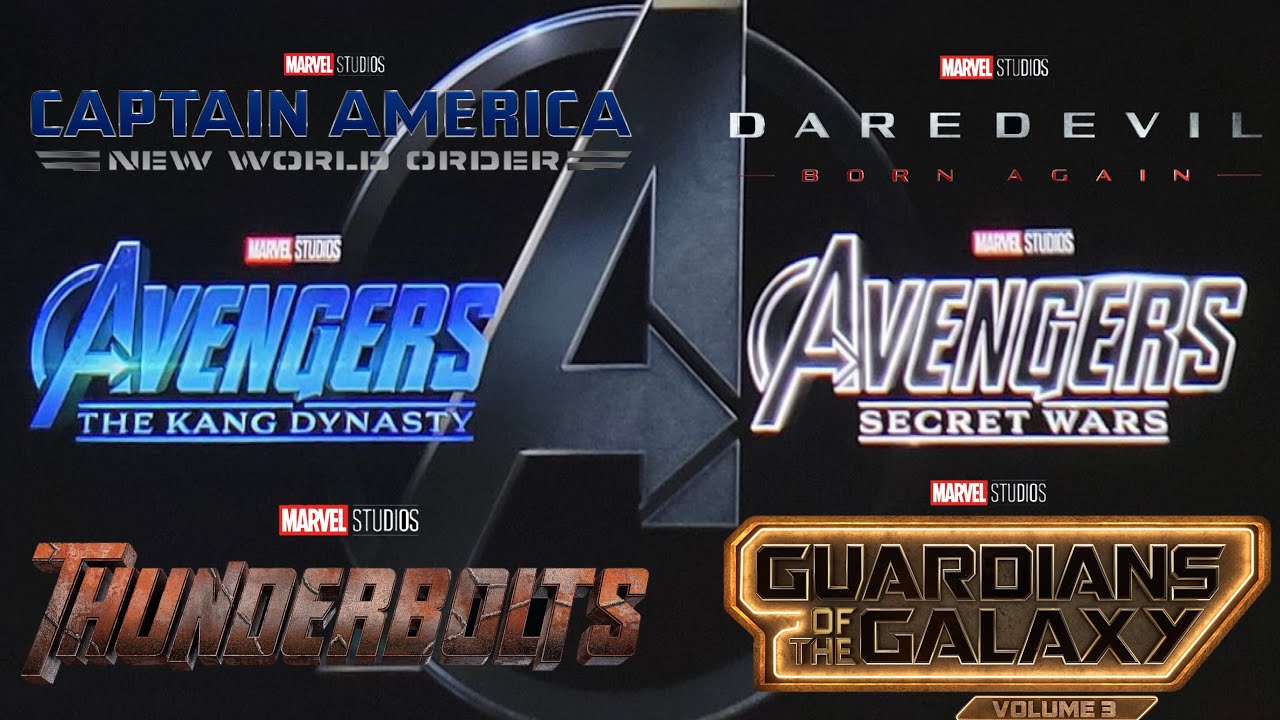 MARVEL STUDIOS
CAPTAIN AMERICA
NEW WORLD ORDER
MARVEL STUDIOS
DAREDEVIL
BORN AGAIN
MARVEL STUDIOS
AVENGERS
THE KANG DYNASTY
MARVEL STUDIOS
AVENGERS
SECRET WARS
MARVEL STUDIOS
THUNDERBOLTS
MARVEL STUDIOS
GUARDIANS
OF THE GALAXY
VOLUME 3